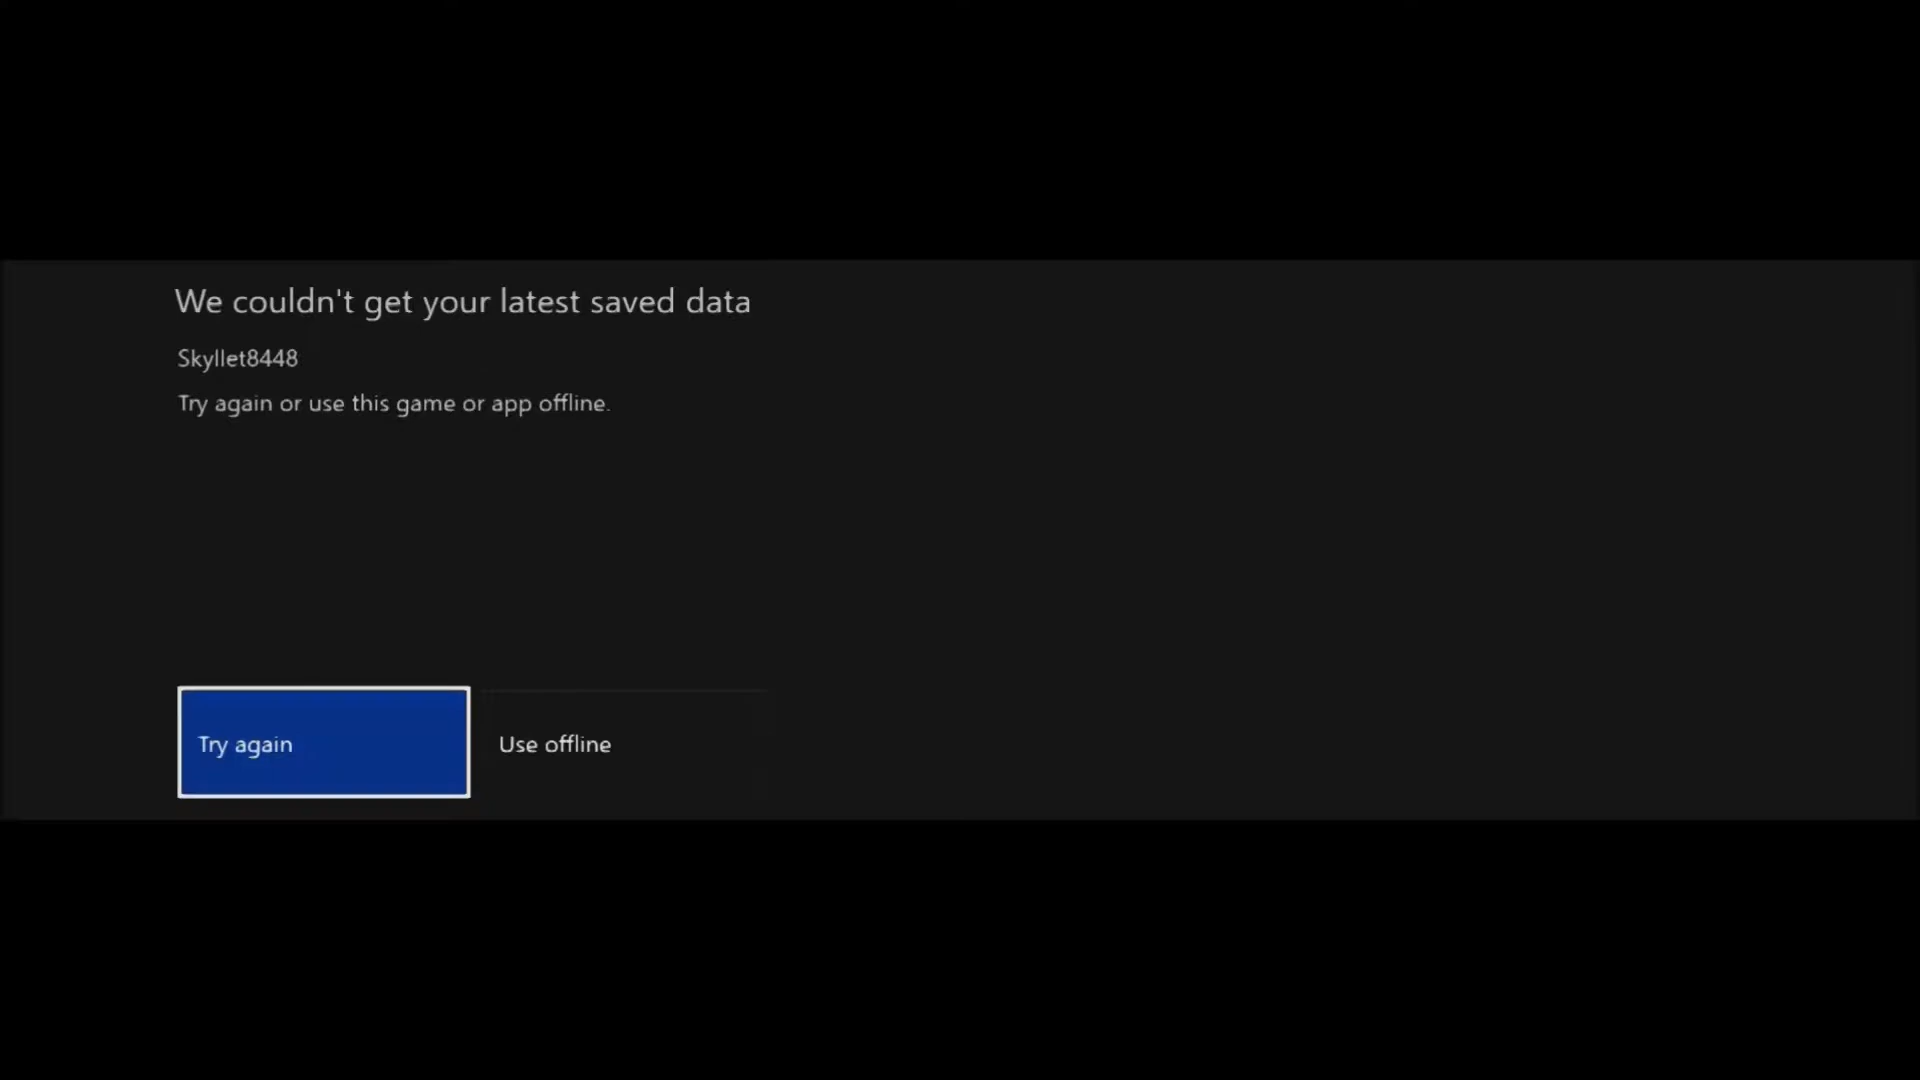 We couldn't get your latest saved data
Skyllet8448
Try again or use this game or app offline.
Try again
Use offline